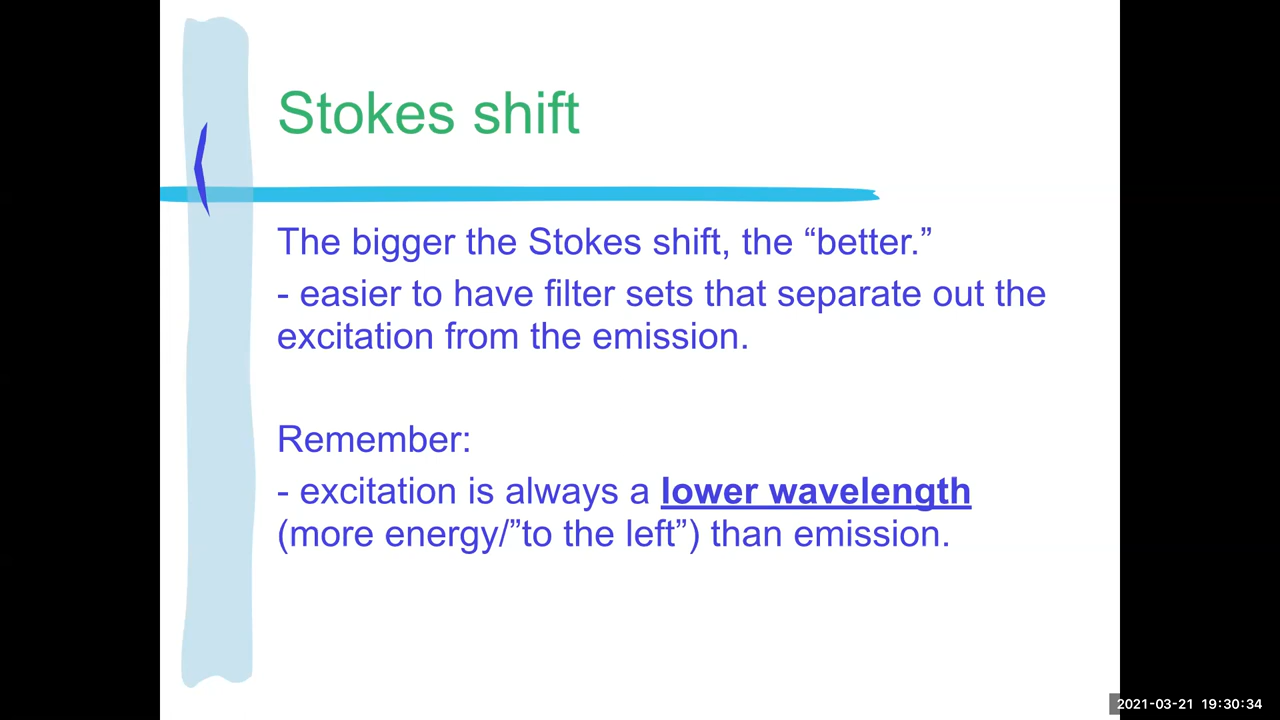 Stokes shift
The bigger the Stokes shift, the “better.”
- easier to have filter sets that separate out the
excitation from the emission.
Remember:
- excitation is always a lower wavelength
(more energy/”to the left”) than emission.
2021-03-21 19:30:34